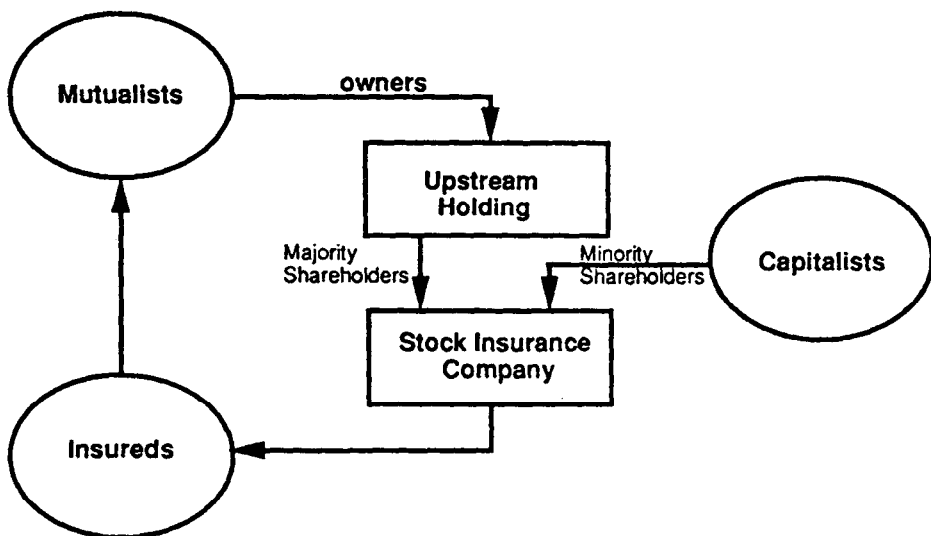 Mutualists
owners
Upstream
Holding
Majority
Shareholders
Minority
Shareholders
Capitalists
Stock Insurance
Company
Insureds